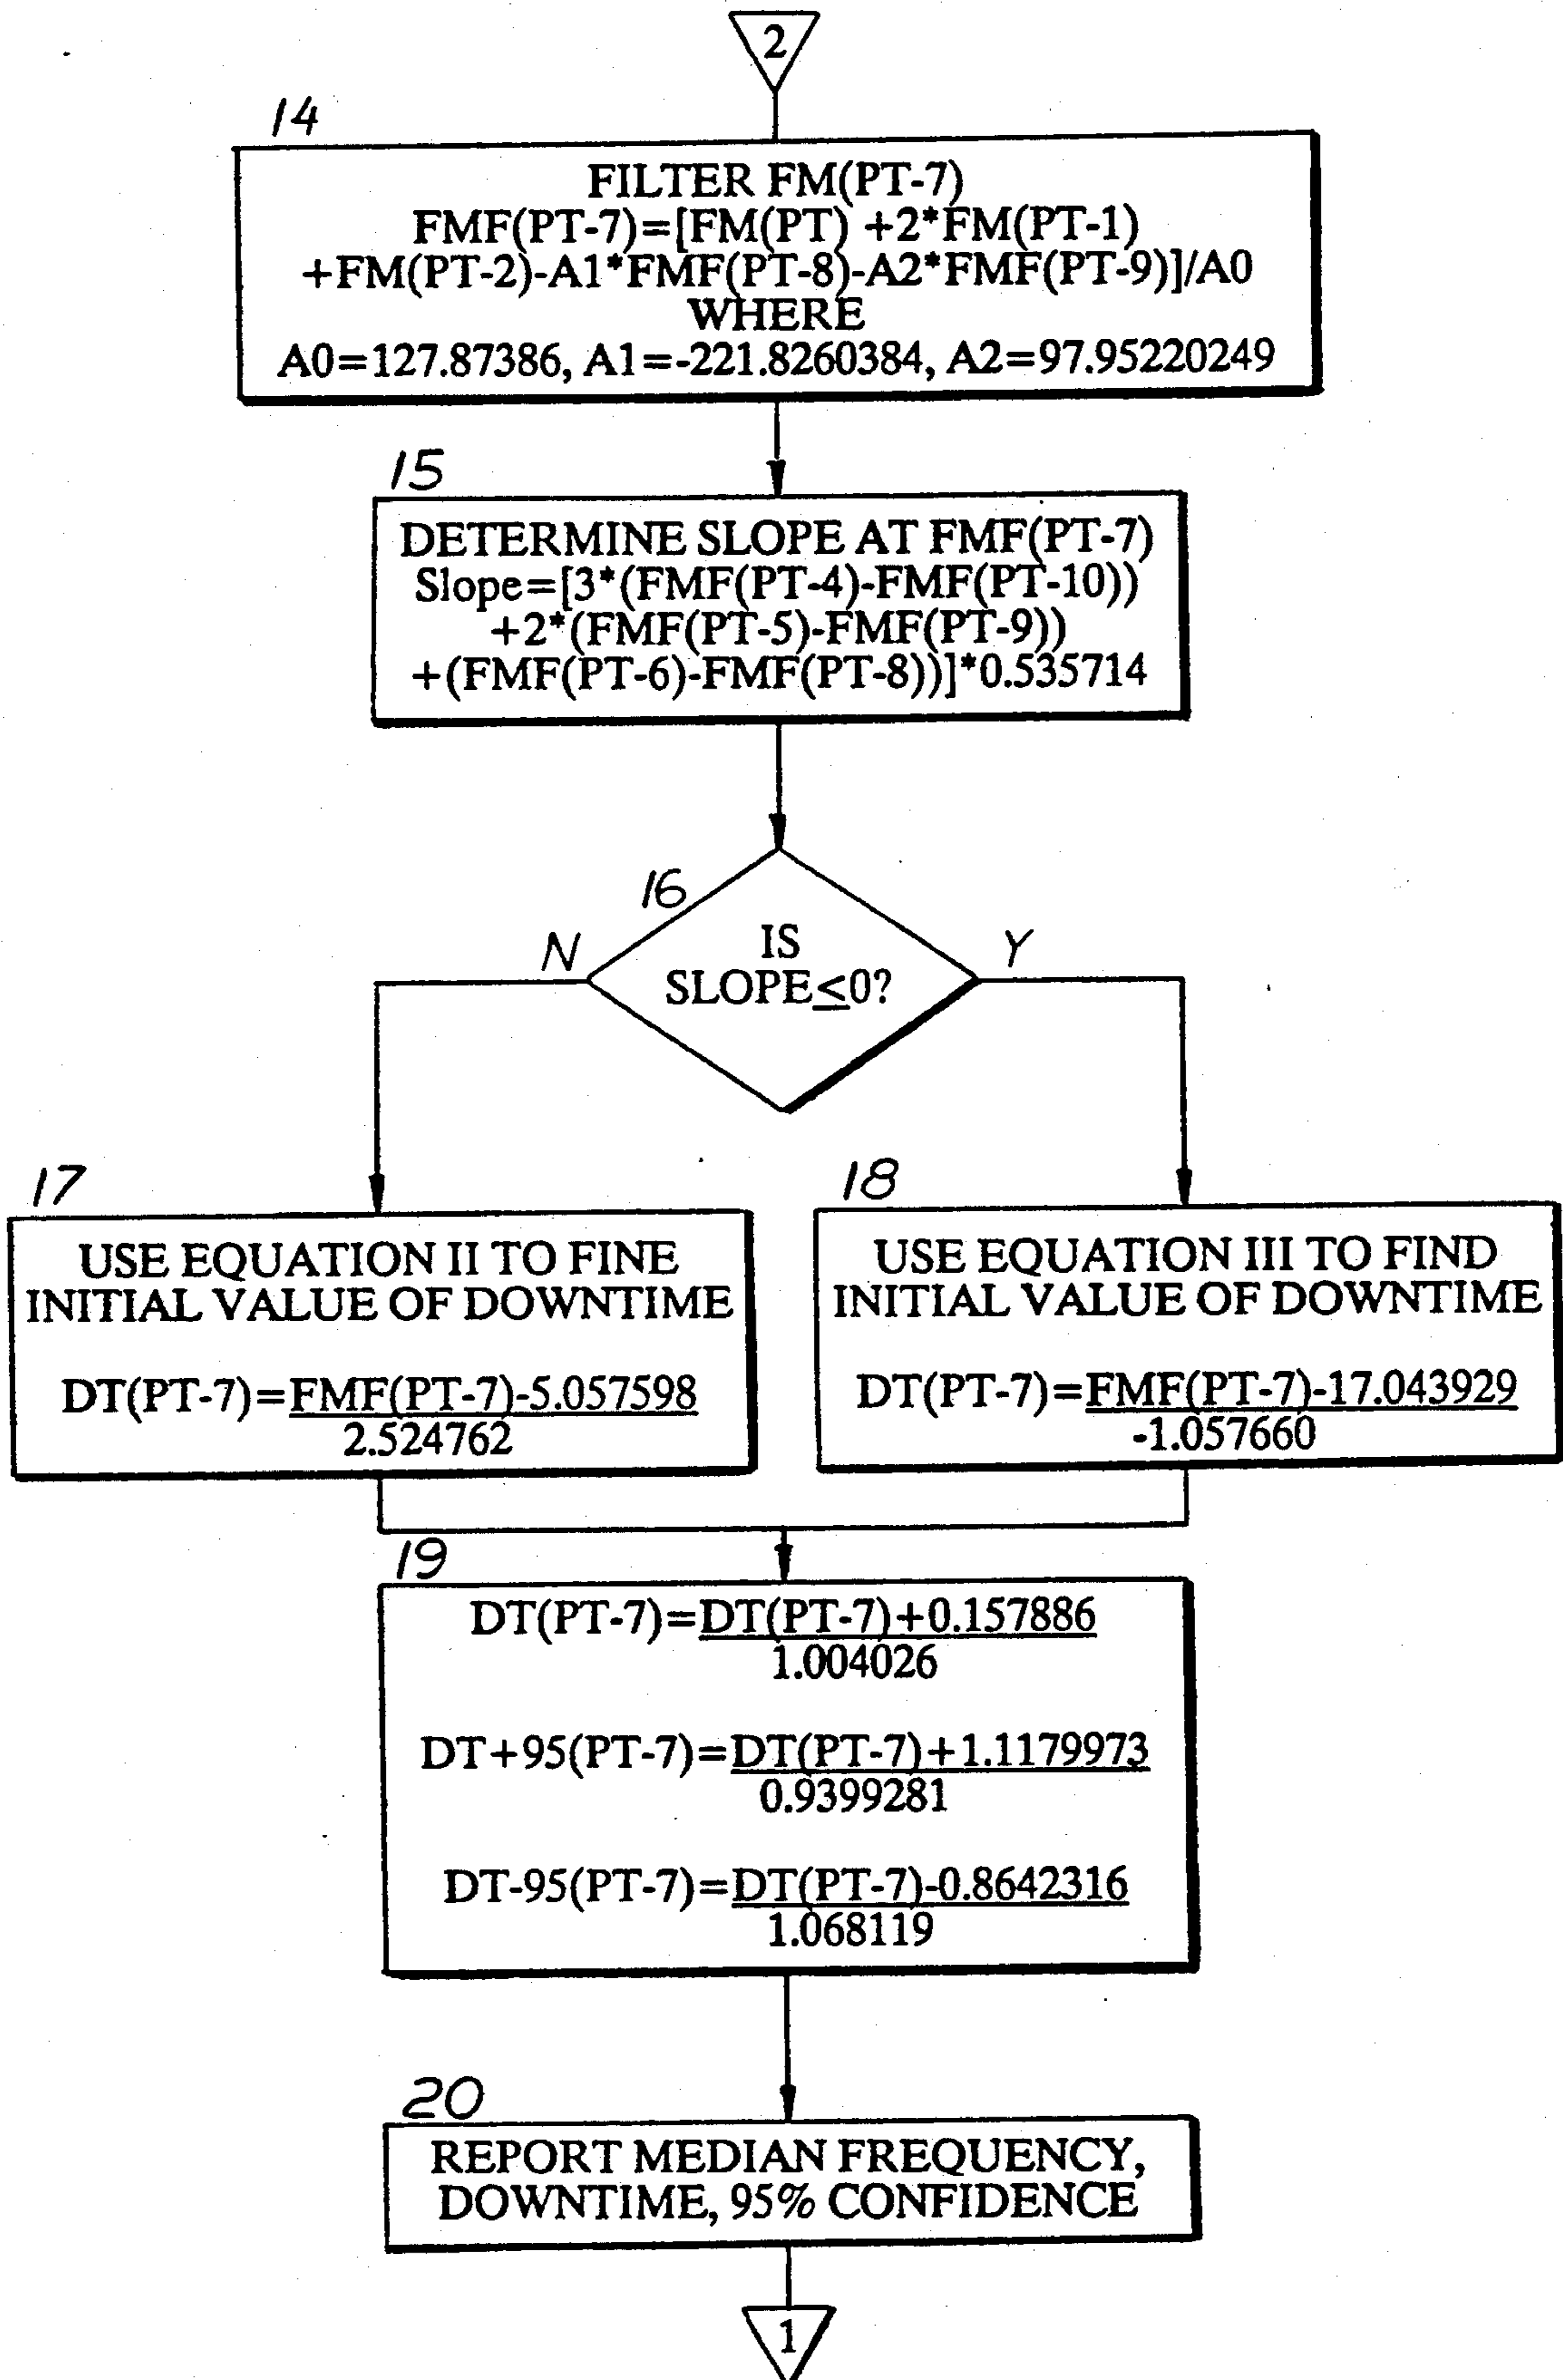 2
14
FILTER FM(PT-7)
FMF(PT-7)=[FM(PT) +2*FM(PT-1)
+FM(PT-2)-A1*FMF(PT-8)-A2*FMF(PT-9)]/A0
WHERE
A0=127.87386, A1=-221.8260384, A2=97.95220249
15
DETERMINE SLOPE AT FMF(PT-7)
Slope=[3*(FMF(PT-4)-FMF(PT-10))
+2*(FMF(PT-5)-FMF(PT-9))
+(FMF(PT-6)-FMF(PT-8))]*0.535714
16
N
Y
IS
SLOPE≤0?
17
USE EQUATION II TO FINE
INITIAL VALUE OF DOWNTIME
DT(PT-7)=FMF(PT-7)-5.057598
2.524762
18
USE EQUATION III TO FIND
INITIAL VALUE OF DOWNTIME
DT(PT-7)=FMF(PT-7)-17.043929
-1.057660
19
DT(PT-7)=DT(PT-7)+0.157886
1.004026
DT+95(PT-7)=DT(PT-7)+1.1179973
0.9399281
DT-95(PT-7)=DT(PT-7)-0.8642316
1.068119
20
REPORT MEDIAN FREQUENCY,
DOWNTIME, 95% CONFIDENCE
1